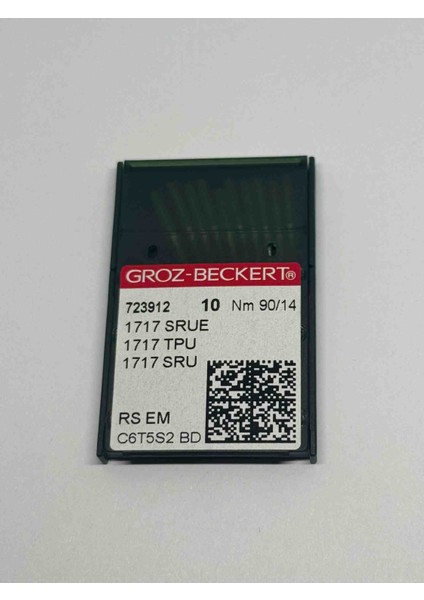 GROZ-BECKERT®
723912 10 Nm 90/14
1717 SRUE
1717 TPU
1717 SRU
RS EM
C6T5S2 BD